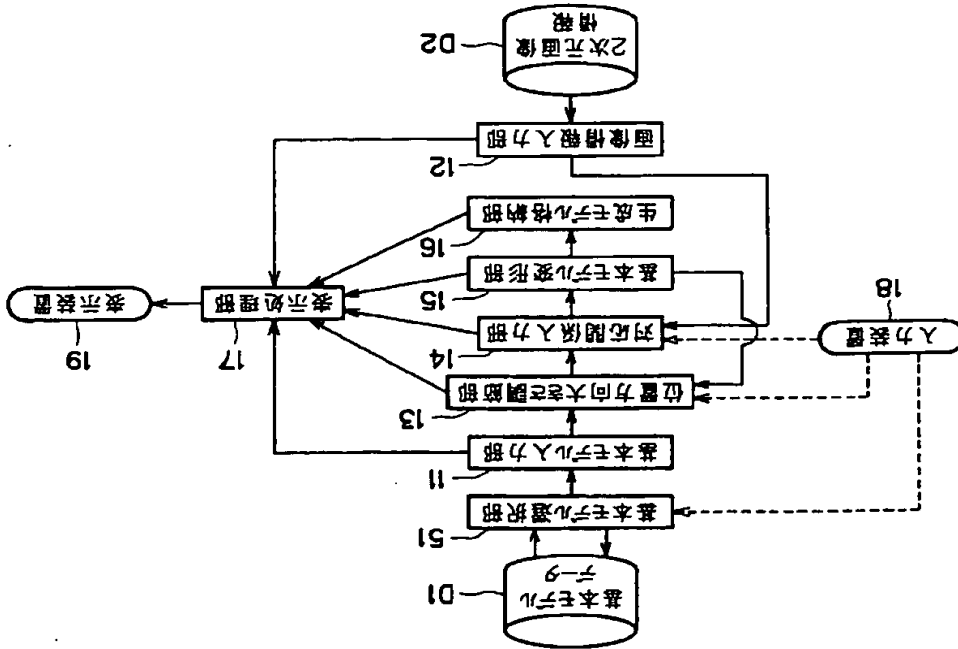 基本モデル
データ
D1
基本モデル選択部
51
基本モデル入力部
11
位置方向大きさ調節部
13
対応関係入力部
14
基本モデル変形部
15
生成モデル格納部
16
画像情報入力部
12
2次元画像
情報
D2
入力装置
18
表示処理部
17
表示装置
19